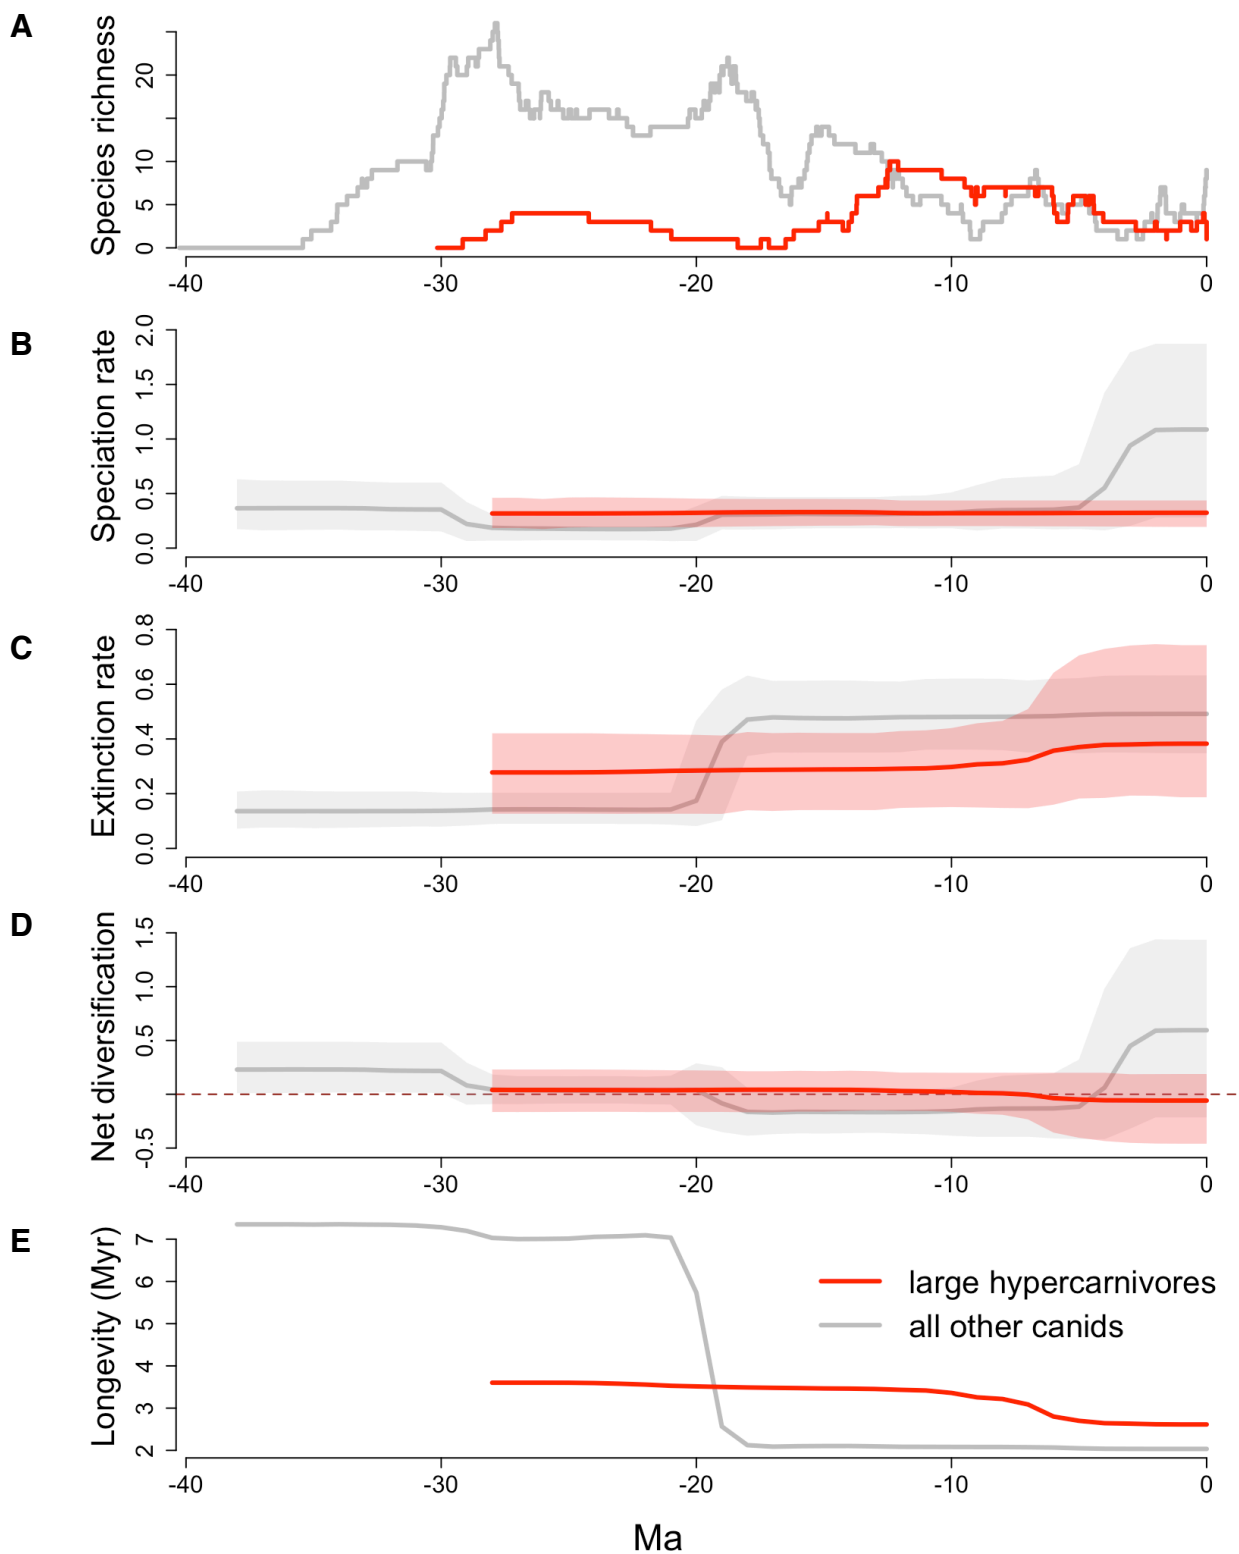 A
Species richness
20
10
5
0
-40 -30 -20 -10 0
B
Speciation rate
2.0
1.5
1.0
0.5
0.0
-40 -30 -20 -10 0
C
Extinction rate
0.8
0.6
0.4
0.2
0.0
-40 -30 -20 -10 0
D
Net diversification
1.5
1.0
0.5
-0.5
-40 -30 -20 -10 0
E
Longevity (Myr)
7
6
5
4
3
2
large hypercarnivores
all other canids
-40 -30 -20 -10 0
Ma